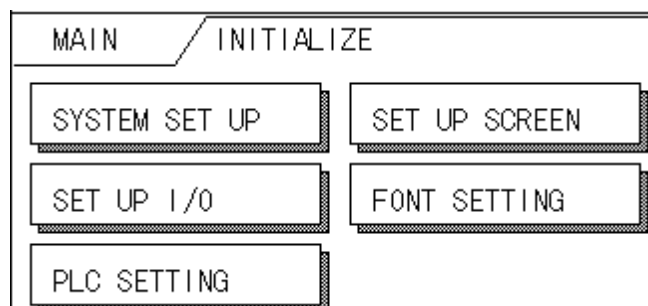 MAIN INITIALIZE
SYSTEM SET UP SET UP SCREEN
SET UP I/O FONT SETTING
PLC SETTING